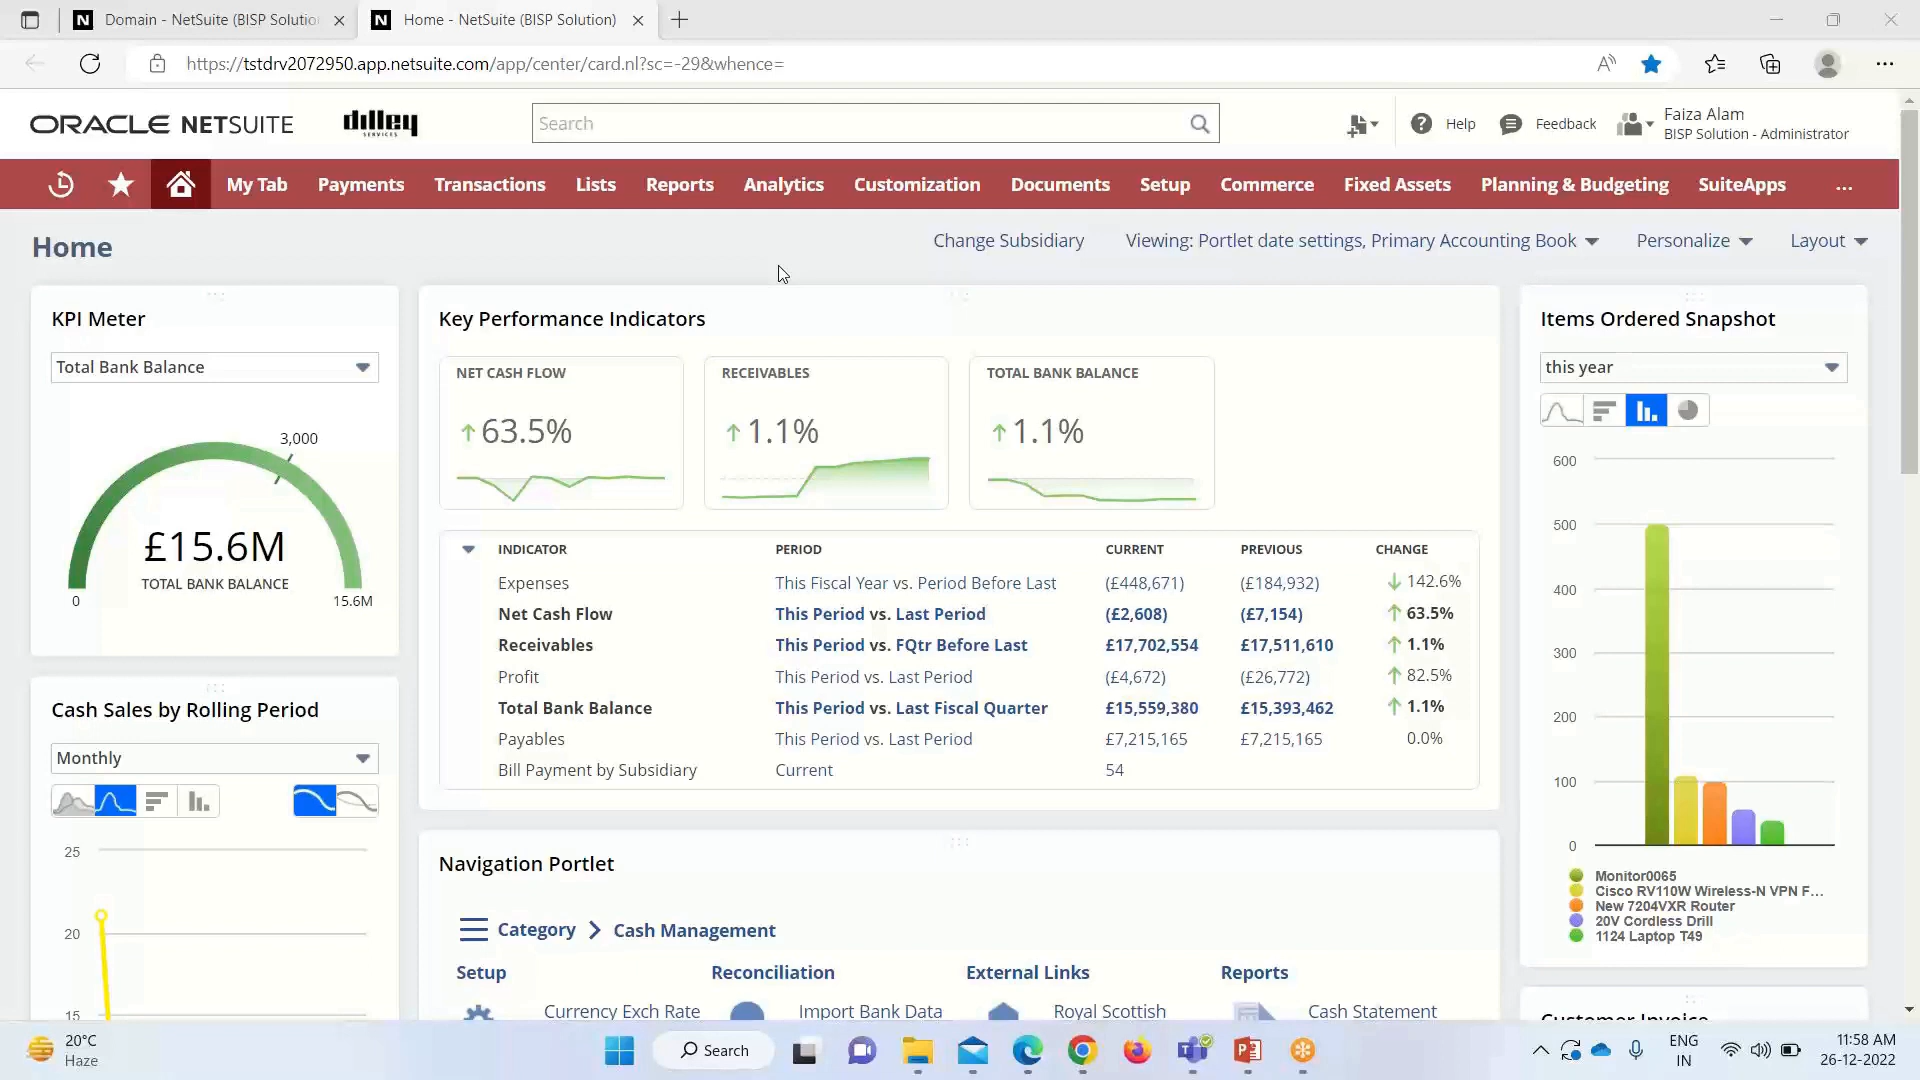 Domain - NetSuite (BISP Solutio
Home - NetSuite (BISP Solution)
https://tstdrv2072950.app.netsuite.com/app/center/card.nl?sc=-29&whence=
ORACLE NETSUITE
dilley
SERVICES
Search
Help
Feedback
Faiza Alam
BISP Solution - Administrator
My Tab
Payments
Transactions
Lists
Reports
Analytics
Customization
Documents
Setup
Commerce
Fixed Assets
Planning & Budgeting
SuiteApps
...
Home
Change Subsidiary
Viewing: Portlet date settings, Primary Accounting Book
Personalize
Layout
KPI Meter
Total Bank Balance
3,000
£15.6M
TOTAL BANK BALANCE
0
15.6M
Key Performance Indicators
NET CASH FLOW
63.5%
RECEIVABLES
1.1%
TOTAL BANK BALANCE
1.1%
INDICATOR PERIOD CURRENT PREVIOUS CHANGE
Expenses This Fiscal Year vs. Period Before Last (£448,671) (£184,932) 142.6%
Net Cash Flow This Period vs. Last Period (£2,608) (£7,154) 63.5%
Receivables This Period vs. FQtr Before Last £17,702,554 £17,511,610 1.1%
Profit This Period vs. Last Period (£4,672) (£26,772) 82.5%
Total Bank Balance This Period vs. Last Fiscal Quarter £15,559,380 £15,393,462 1.1%
Payables This Period vs. Last Period £7,215,165 £7,215,165 0.0%
Bill Payment by Subsidiary Current 54
Items Ordered Snapshot
this year
600
500
400
300
200
100
0
Monitor0065
Cisco RV110W Wireless-N VPN F...
New 7204VXR Router
20V Cordless Drill
1124 Laptop T49
Cash Sales by Rolling Period
Monthly
25
20
15
Navigation Portlet
Category
Cash Management
Setup
Reconciliation
External Links
Reports
Currency Exch Rate
Import Bank Data
Royal Scottish
Cash Statement
Customer Invoice
20°C
Haze
Search
ENG
IN
11:58 AM
26-12-2022